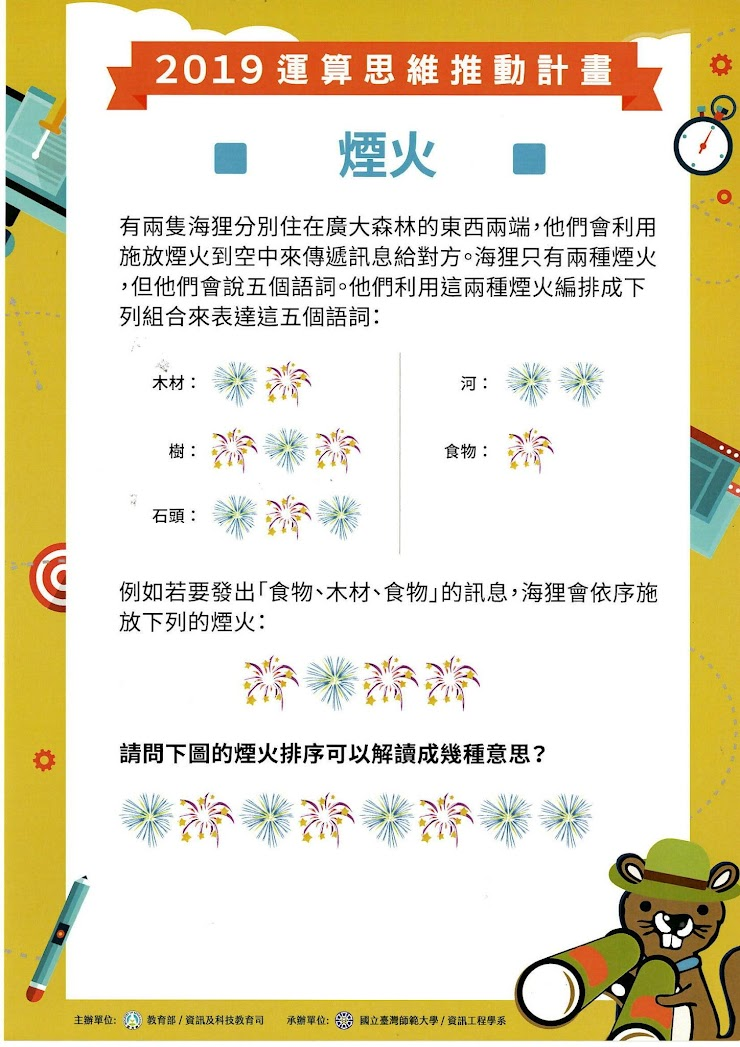 2019運算思維推動計畫
煙火
有兩隻海狸分別住在廣大森林的東西兩端，他們會利用
施放煙火到空中來傳遞訊息給對方。海狸只有兩種煙火
，但他們會說五個語詞。他們利用這兩種煙火編排成下
列組合來表達這五個語詞：
木材：
河：
樹：
食物：
石頭：
例如若要發出「食物、木材、食物」的訊息，海狸會依序施
放下列的煙火：
請問下圖的煙火排序可以解讀成幾種意思？
主辦單位： 教育部/資訊及科技教育司 承辦單位： 國立臺灣師範大學/資訊工程學系